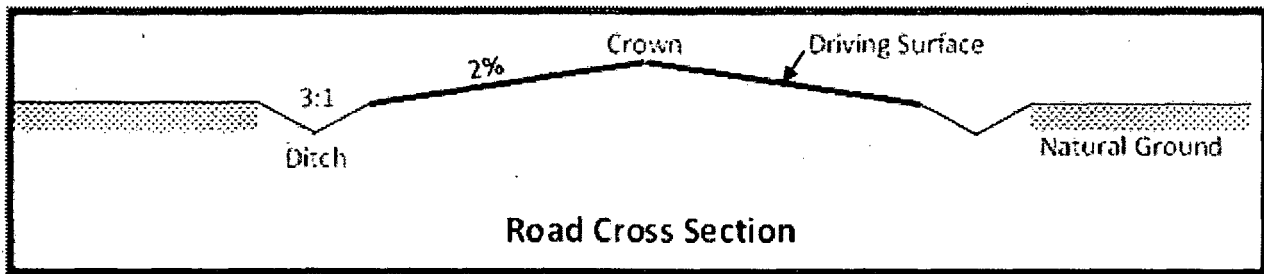 Crown
Driving Surface
2%
3:1
Ditch
Natural Ground
Road Cross Section